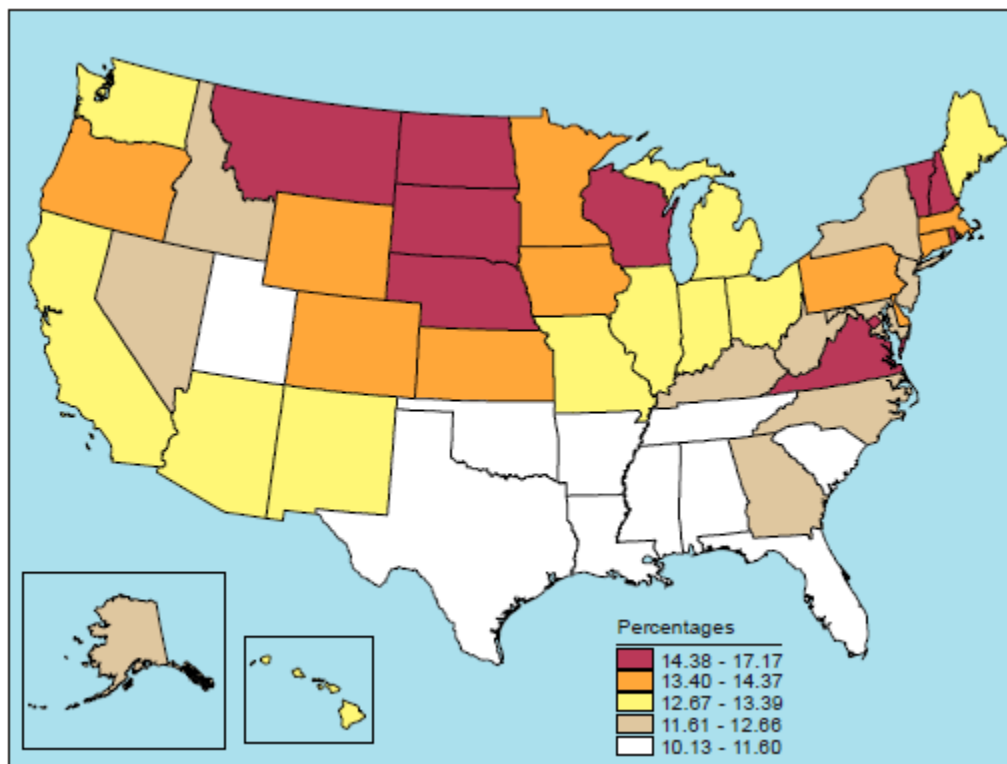 Percentages
14.38 - 17.17
13.40 - 14.37
12.67 - 13.39
11.61 - 12.66
10.13 - 11.60